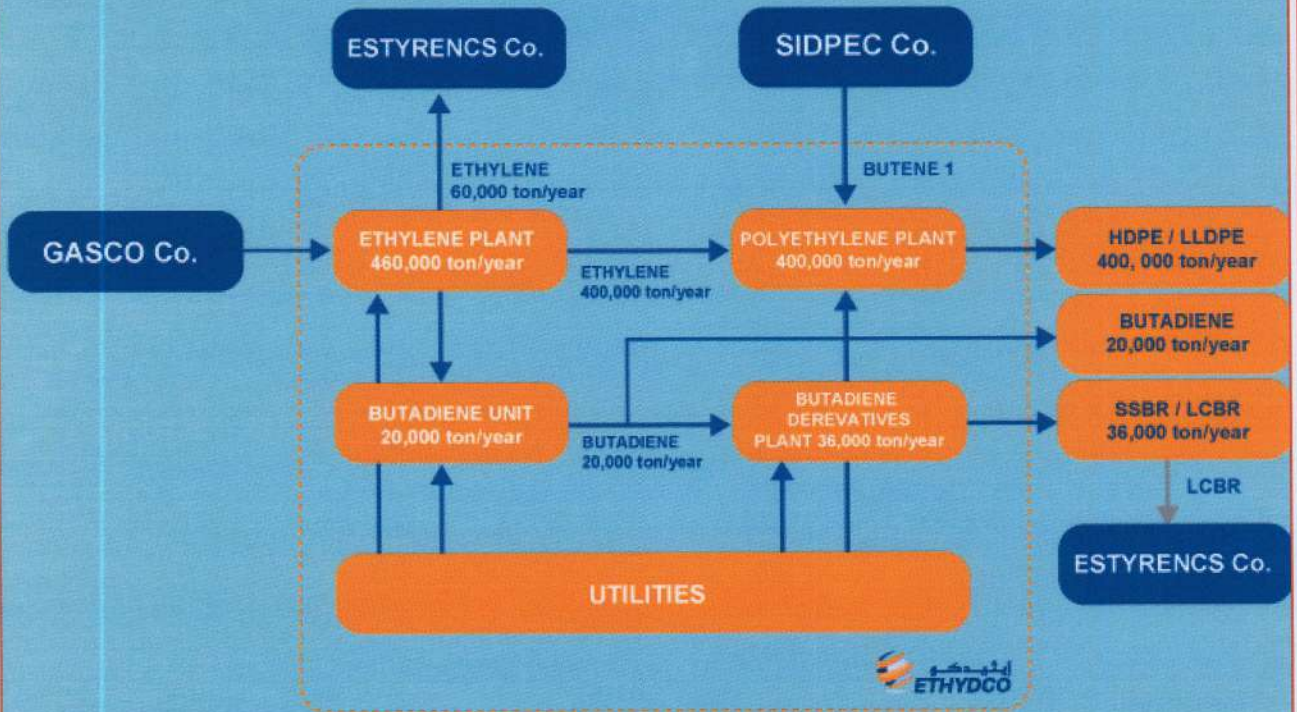 ESTYRENCS Co.
SIDPEC Co.
ETHYLENE
60,000 ton/year
BUTENE 1
GASCO Co.
ETHYLENE PLANT
460,000 ton/year
ETHYLENE
400,000 ton/year
POLYETHYLENE PLANT
400,000 ton/year
HDPE / LLDPE
400, 000 ton/year
BUTADIENE
20,000 ton/year
BUTADIENE UNIT
20,000 ton/year
BUTADIENE
20,000 ton/year
BUTADIENE
DEREVATIVES
PLANT 36,000 ton/year
SSBR / LCBR
36,000 ton/year
LCBR
ESTYRENCS Co.
UTILITIES
إيثيدكو
ETHYDCO